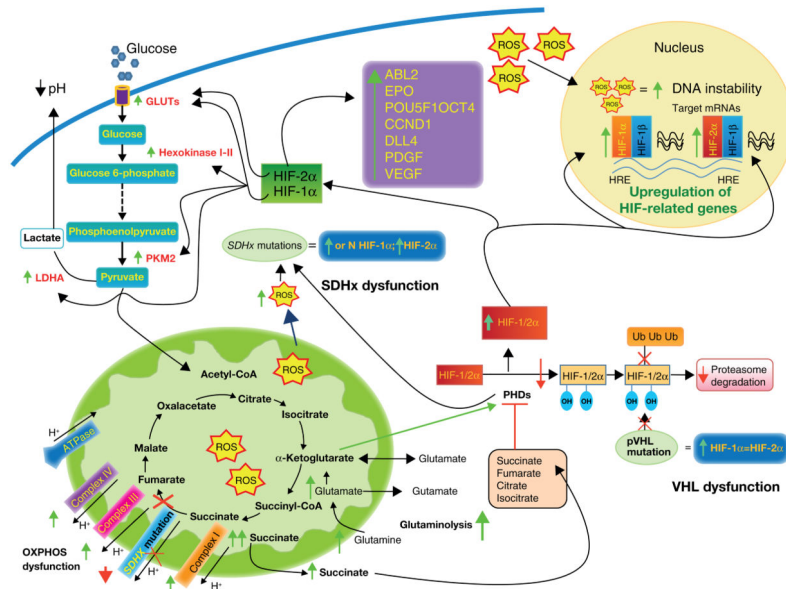 Glucose
pH
GLUTs
Glucose
Hexokinase I-II
Glucose 6-phosphate
Phosphoenolpyruvate
Lactate
PKM2
LDHA
Pyruvate
HIF-2α
HIF-1α
ABL2
EPO
POU5F1OCT4
CCND1
DLL4
PDGF
VEGF
ROS
ROS
ROS
Nucleus
ROS
ROS
ROS
= DNA instability
Target mRNAs
HIF-1α
HIF-1β
HIF-2α
HIF-1β
HRE
HRE
Upregulation of
HIF-related genes
SDHx mutations
= or N HIF-1α; HIF-2α
SDHx dysfunction
ROS
HIF-1/2α
HIF-1/2α
PHDs
HIF-1/2α
OH
OH
Ub Ub Ub
HIF-1/2α
OH
OH
Proteasome
degradation
pVHL
mutation
= HIF-1α=HIF-2α
VHL dysfunction
Succinate
Fumarate
Citrate
Isocitrate
Acetyl-CoA
ROS
Citrate
Oxalacetate
Isocitrate
Malate
ROS
ROS
α-Ketoglutarate
Glutamate
Fumarate
Glutamate
Gutamate
Succinyl-CoA
Succinate
Glutaminolysis
Glutamine
Succinate
Succinate
H+
ATPase
Complex IV
H+
Complex III
H+
SDHX mutation
H+
Complex I
H+
OXPHOS
dysfunction